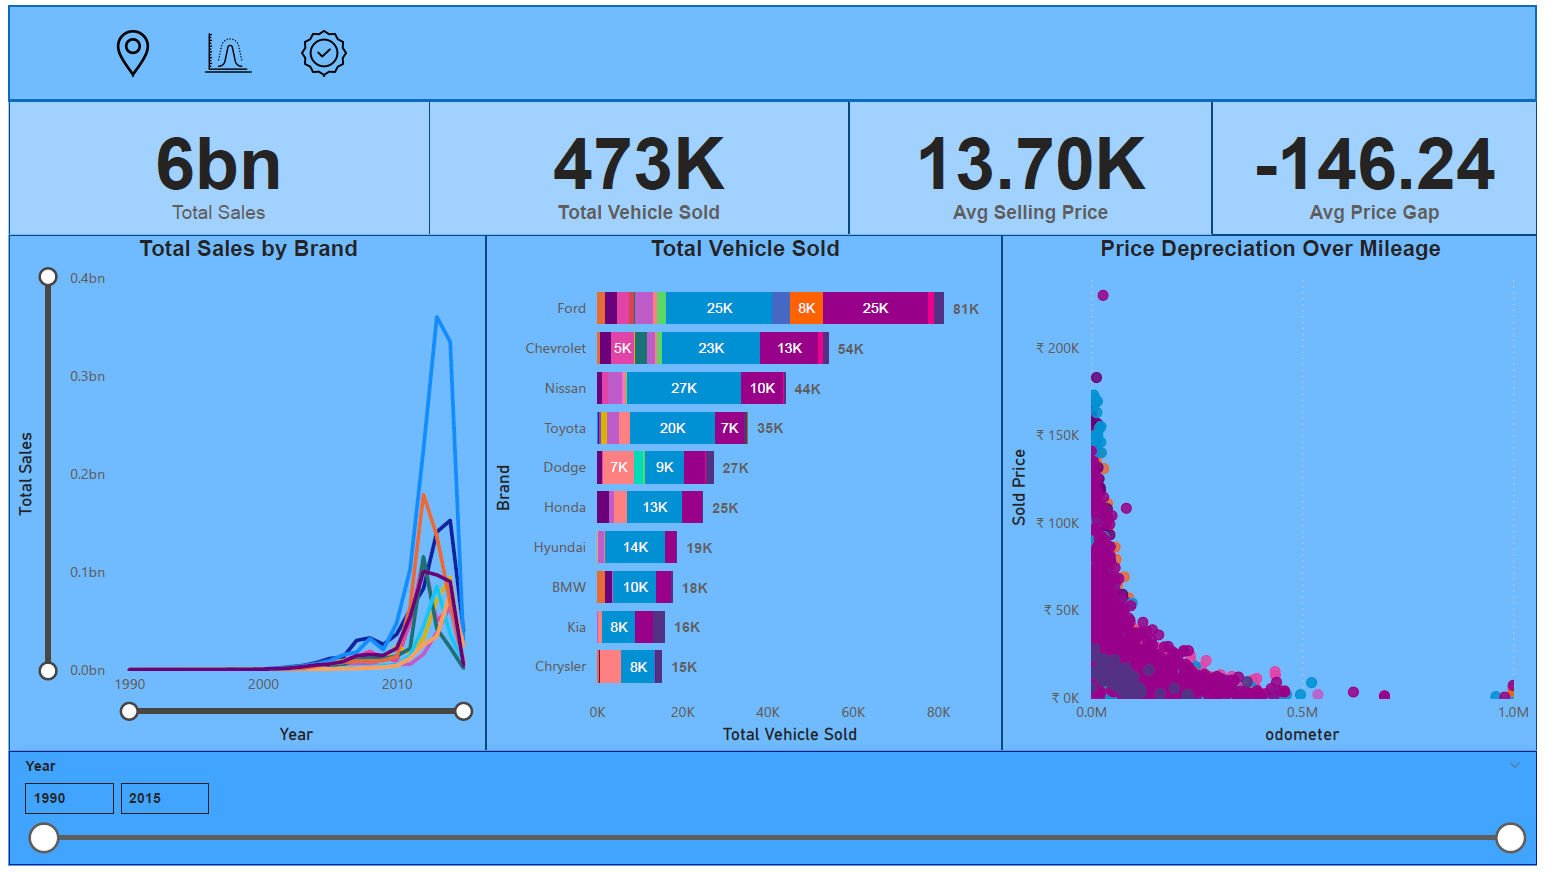 6bn
Total Sales
473K
Total Vehicle Sold
13.70K
Avg Selling Price
-146.24
Avg Price Gap
Total Sales by Brand
Total Sales
0.4bn
0.3bn
0.2bn
0.1bn
0.0bn
1990 2000 2010
Year
Total Vehicle Sold
Brand
Ford 25K 8K 25K 81K
Chevrolet 5K 23K 13K 54K
Nissan 27K 10K 44K
Toyota 20K 7K 35K
Dodge 7K 9K 27K
Honda 13K 25K
Hyundai 14K 19K
BMW 10K 18K
Kia 8K 16K
Chrysler 8K 15K
0K 20K 40K 60K 80K
Total Vehicle Sold
Price Depreciation Over Mileage
Sold Price
₹ 200K
₹ 150K
₹ 100K
₹ 50K
₹ 0K
0.0M 0.5M 1.0M
odometer
Year
1990 2015